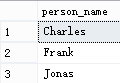 person_name
1 Charles
2 Frank
3 Jonas